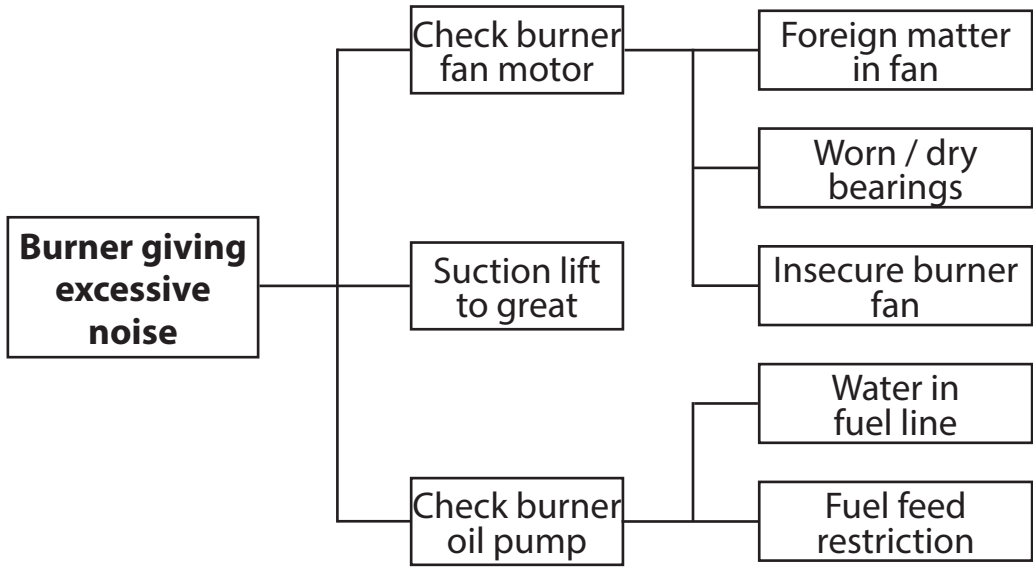 Check burner
fan motor
Foreign matter
in fan
Worn / dry
bearings
Burner giving
excessive
noise
Suction lift
to great
Insecure burner
fan
Water in
fuel line
Check burner
oil pump
Fuel feed
restriction